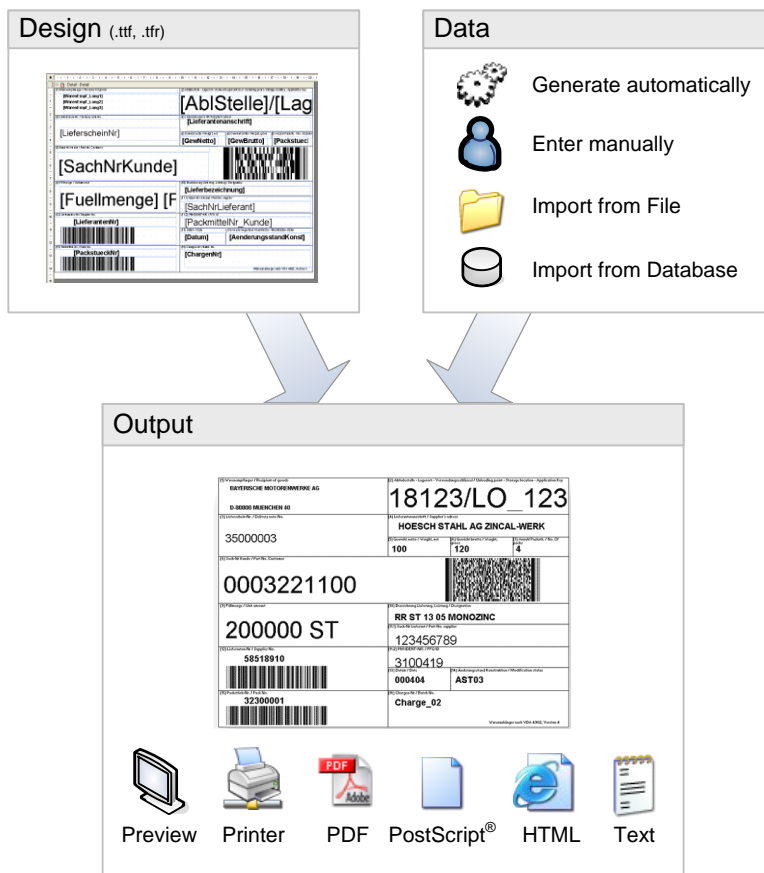 Design (.ttf, .tfr)
[AblStelle]/[Lag
[Lieferantenanschrift]
[LieferscheinNr]
[GewNetto] [GewBrutto] [Packstueck
[SachNrKunde]
[Lieferbezeichnung]
[Fuellmenge] [F
[SachNrLieferant]
[PackmittelNr_Kunde]
[LieferantenNr]
[Datum] [AenderungsstandKonst]
[PackstueckNr]
[ChargenNr]
Data
Generate automatically
Enter manually
Import from File
Import from Database
Output
BAYERISCHE MOTORENWERKE AG
D-80000 MUENCHEN 40
18123/LO_123
35000003
HOESCH STAHL AG ZINCAL-WERK
100 120 4
0003221100
200000 ST
RR ST 13 05 MONOZINC
123456789
3100419
58518910
000404 AST03
32300001
Charge_02
Preview Printer PDF PostScript® HTML Text